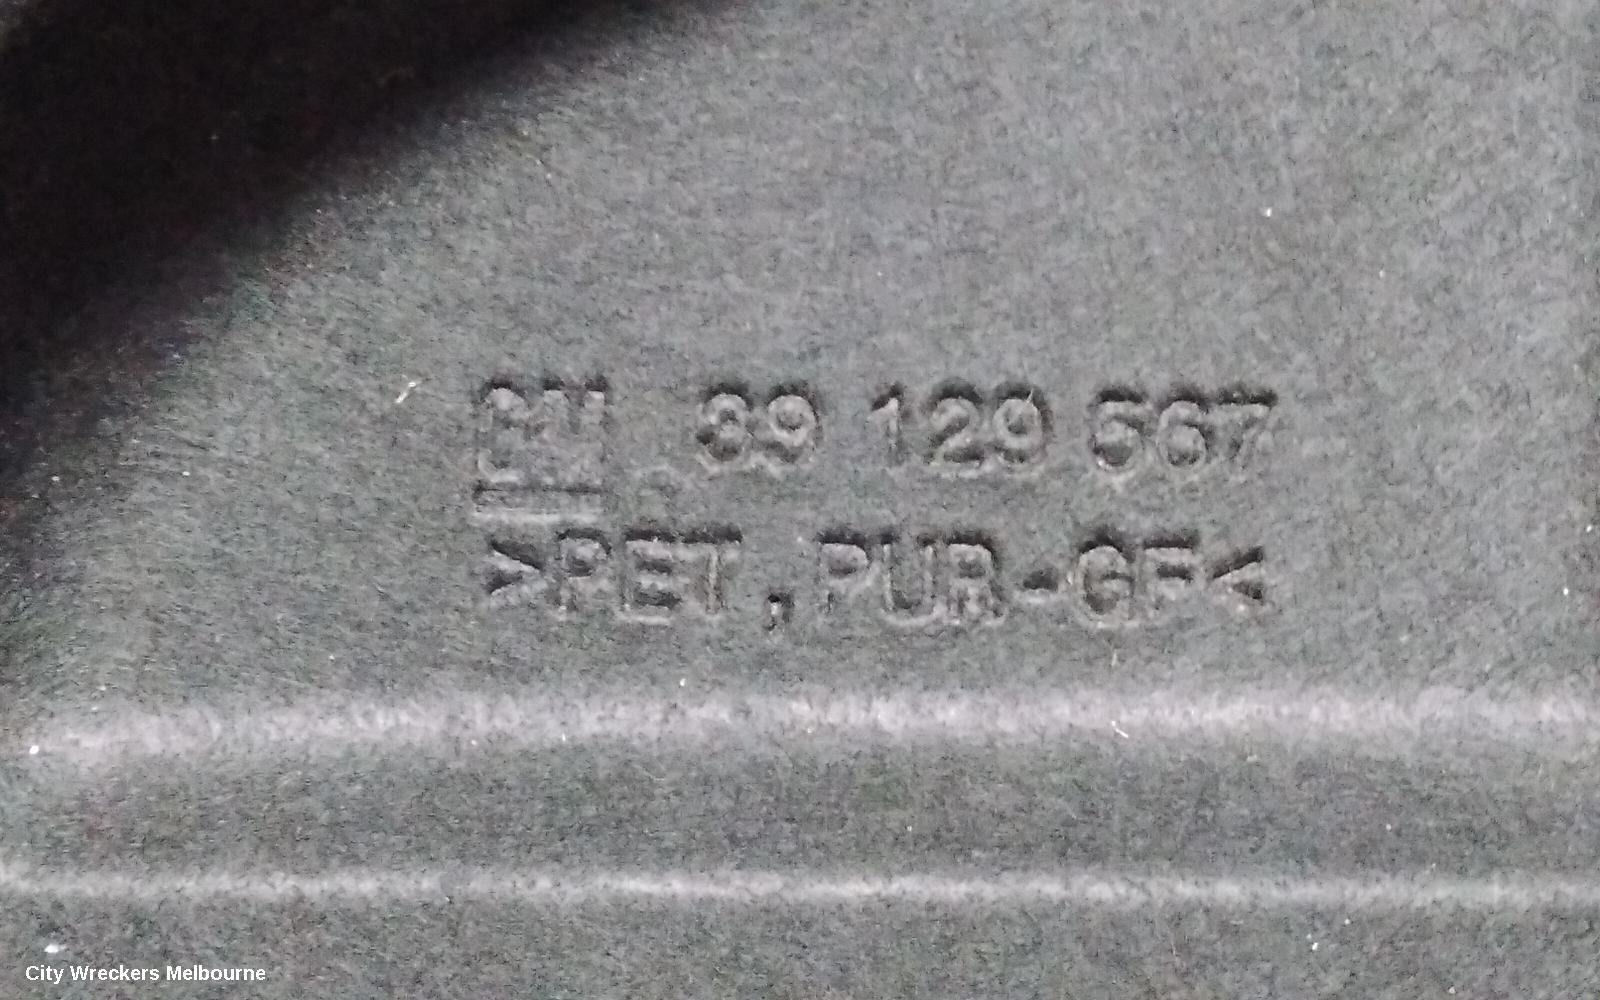 GM 39 129 567
>PET,PUR-GF<
City Wreckers Melbourne